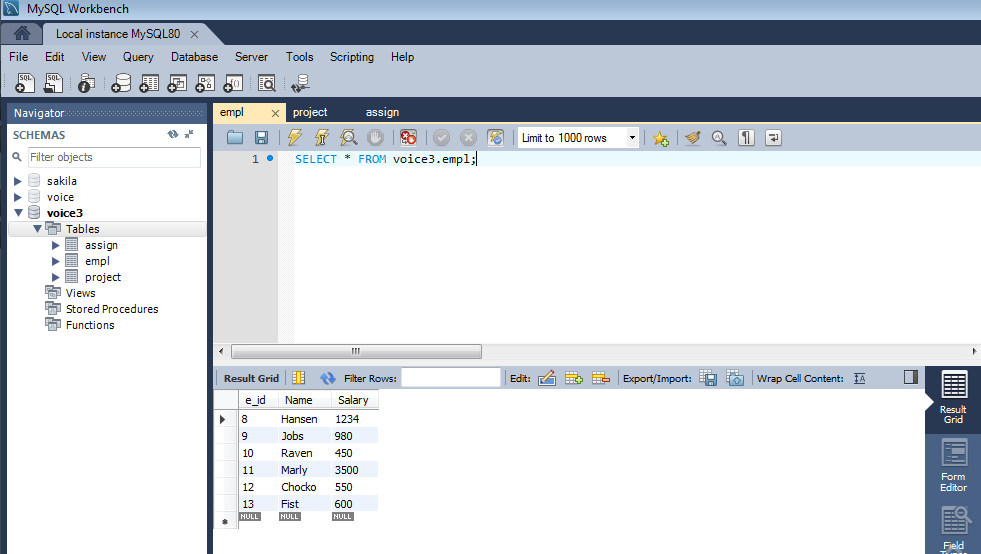 MySQL Workbench
Local instance MySQL80
File Edit View Query Database Server Tools Scripting Help
Navigator
SCHEMAS
Filter objects
sakila
voice
voice3
Tables
assign
empl
project
Views
Stored Procedures
Functions
empl project assign
Limit to 1000 rows
1 SELECT * FROM voice3.empl;
Result Grid Filter Rows: Edit: Export/Import: Wrap Cell Content:
e_id Name Salary
8 Hansen 1234
9 Jobs 980
10 Raven 450
11 Marly 3500
12 Chocko 550
13 Fist 600
NULL NULL NULL
Result
Grid
Form
Editor
Field